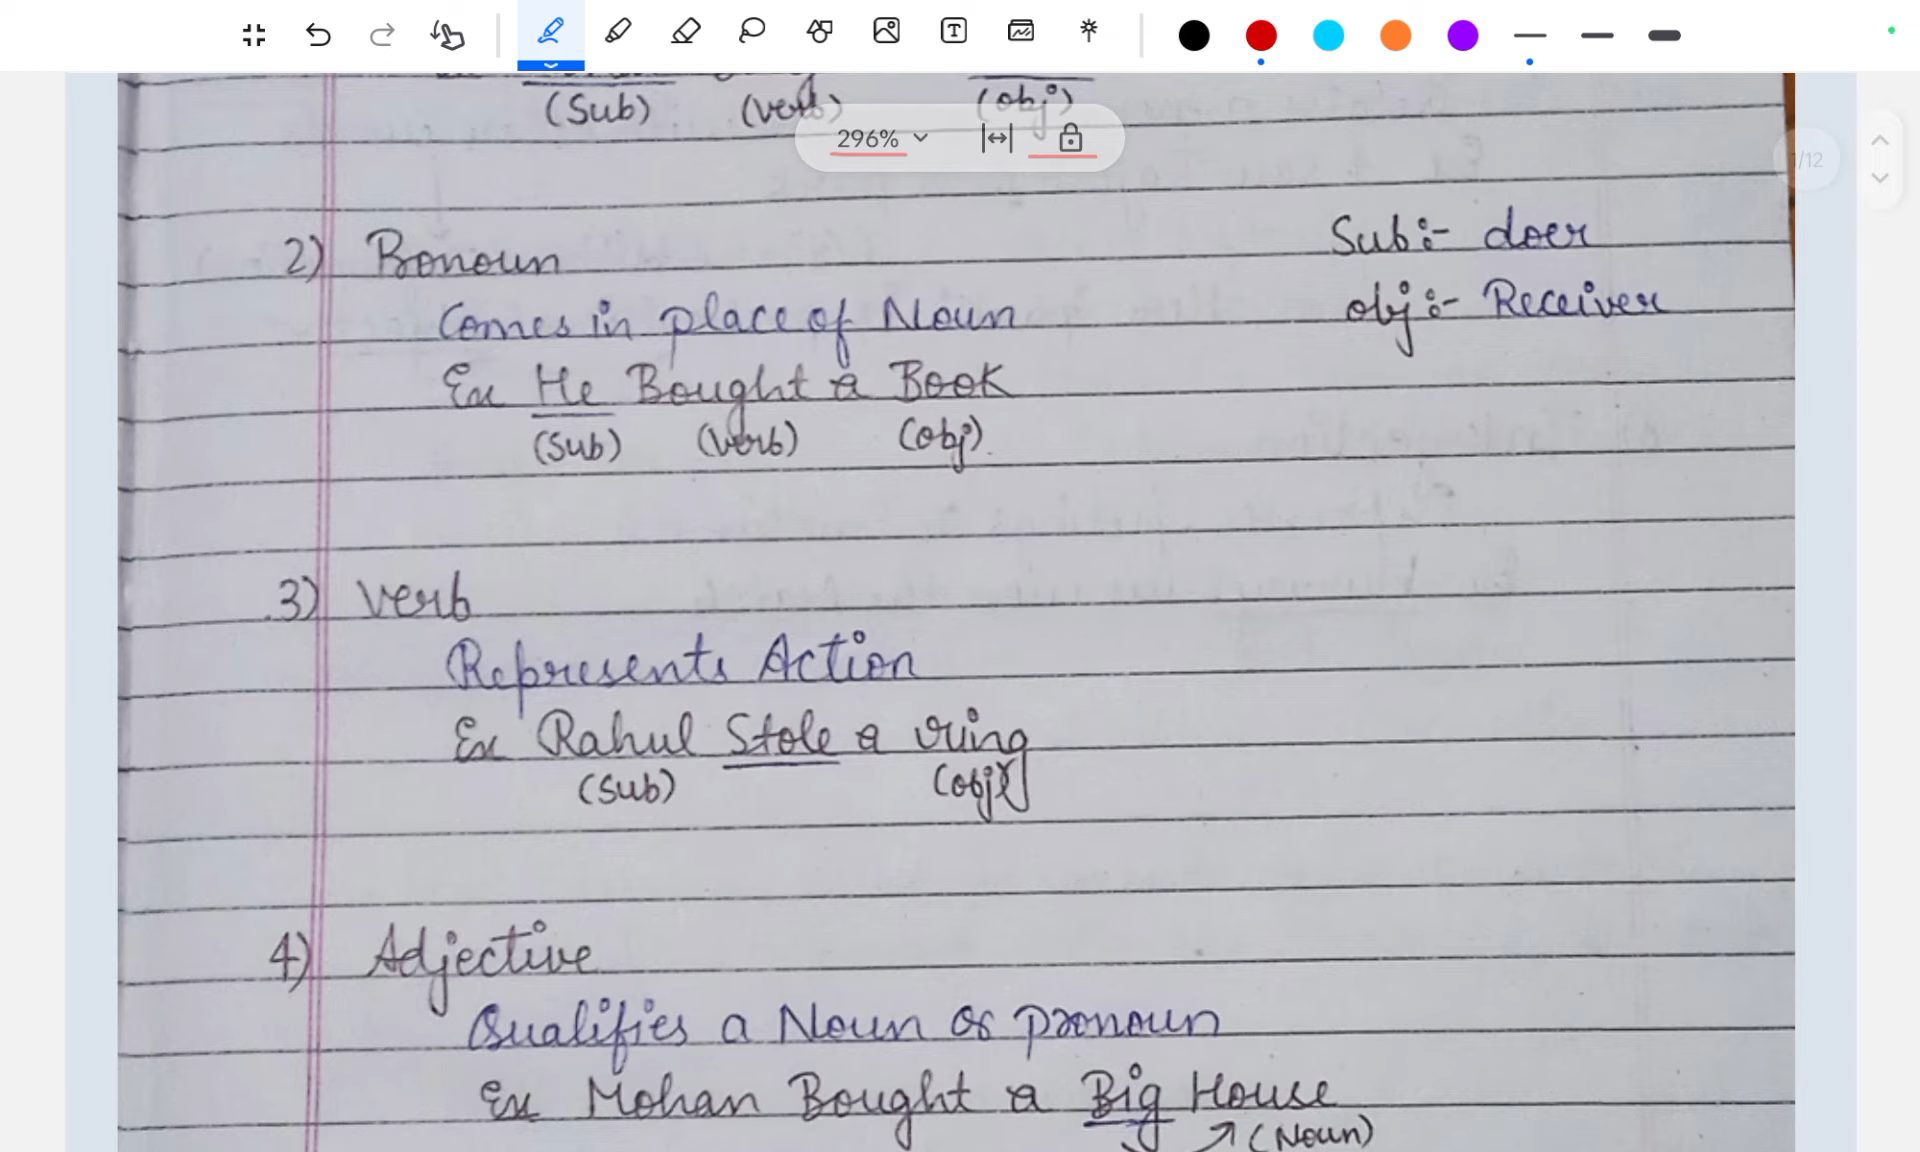 (Sub) (verb) (obj)
296%
1/12
Sub:- doer
2) Pronoun
obj:- Receiver
Comes in place of Noun
Ex He Bought a Book
(Sub) (verb) (obj)
3) Verb
Represents Action
Ex Rahul Stole a ring
(Sub) (obj)
4) Adjective
Qualifies a Noun or pronoun
Ex Mohan Bought a Big House
(Noun)